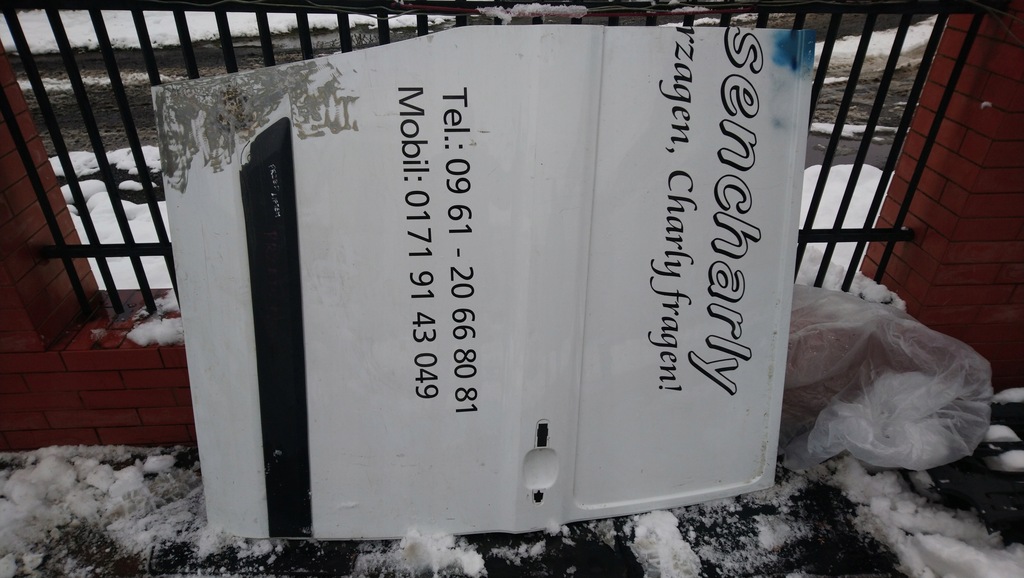 sencharly
rzagen, Charly fragen!
Tel.: 09 61 - 20 66 80 81
Mobil: 0171 91 43 049